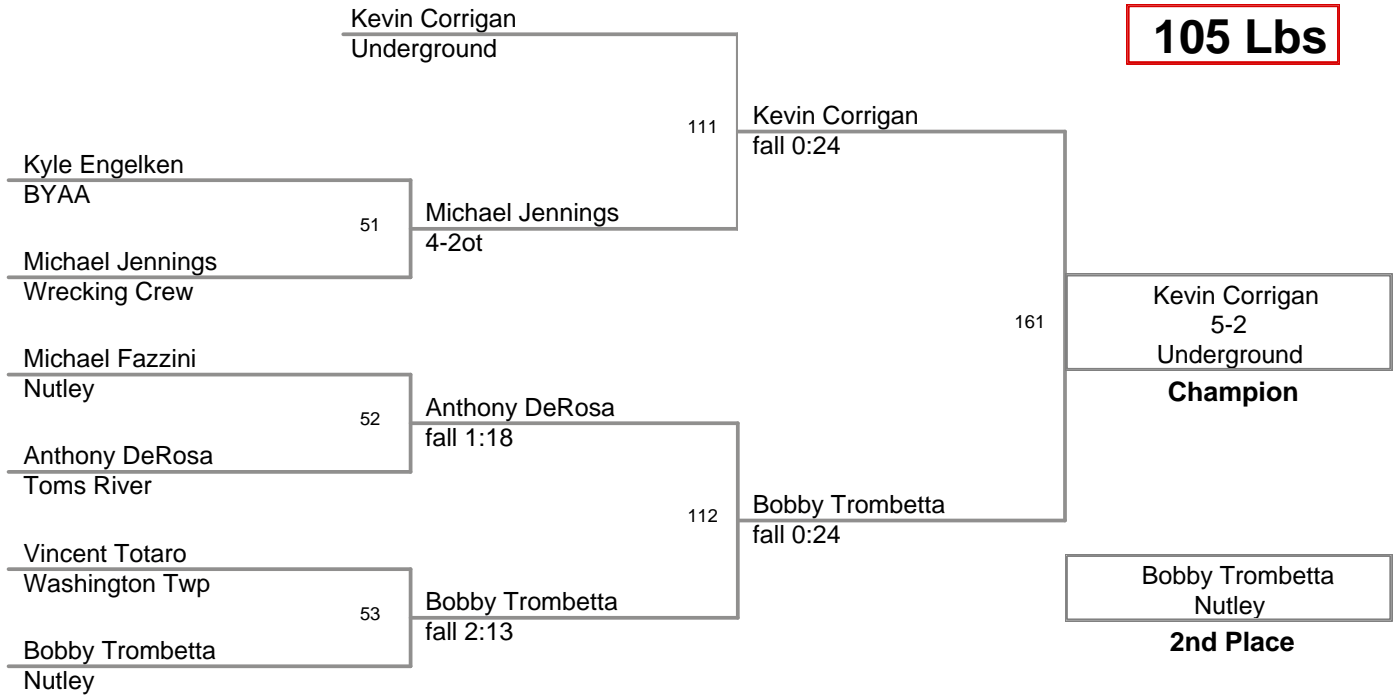 Kevin Corrigan
Underground
105 Lbs
111
Kevin Corrigan
fall 0:24
Kyle Engelken
BYAA
51
Michael Jennings
4-2ot
Michael Jennings
Wrecking Crew
161
Kevin Corrigan
5-2
Underground
Champion
Michael Fazzini
Nutley
52
Anthony DeRosa
fall 1:18
Anthony DeRosa
Toms River
112
Bobby Trombetta
fall 0:24
Vincent Totaro
Washington Twp
53
Bobby Trombetta
fall 2:13
Bobby Trombetta
Nutley
Bobby Trombetta
Nutley
2nd Place